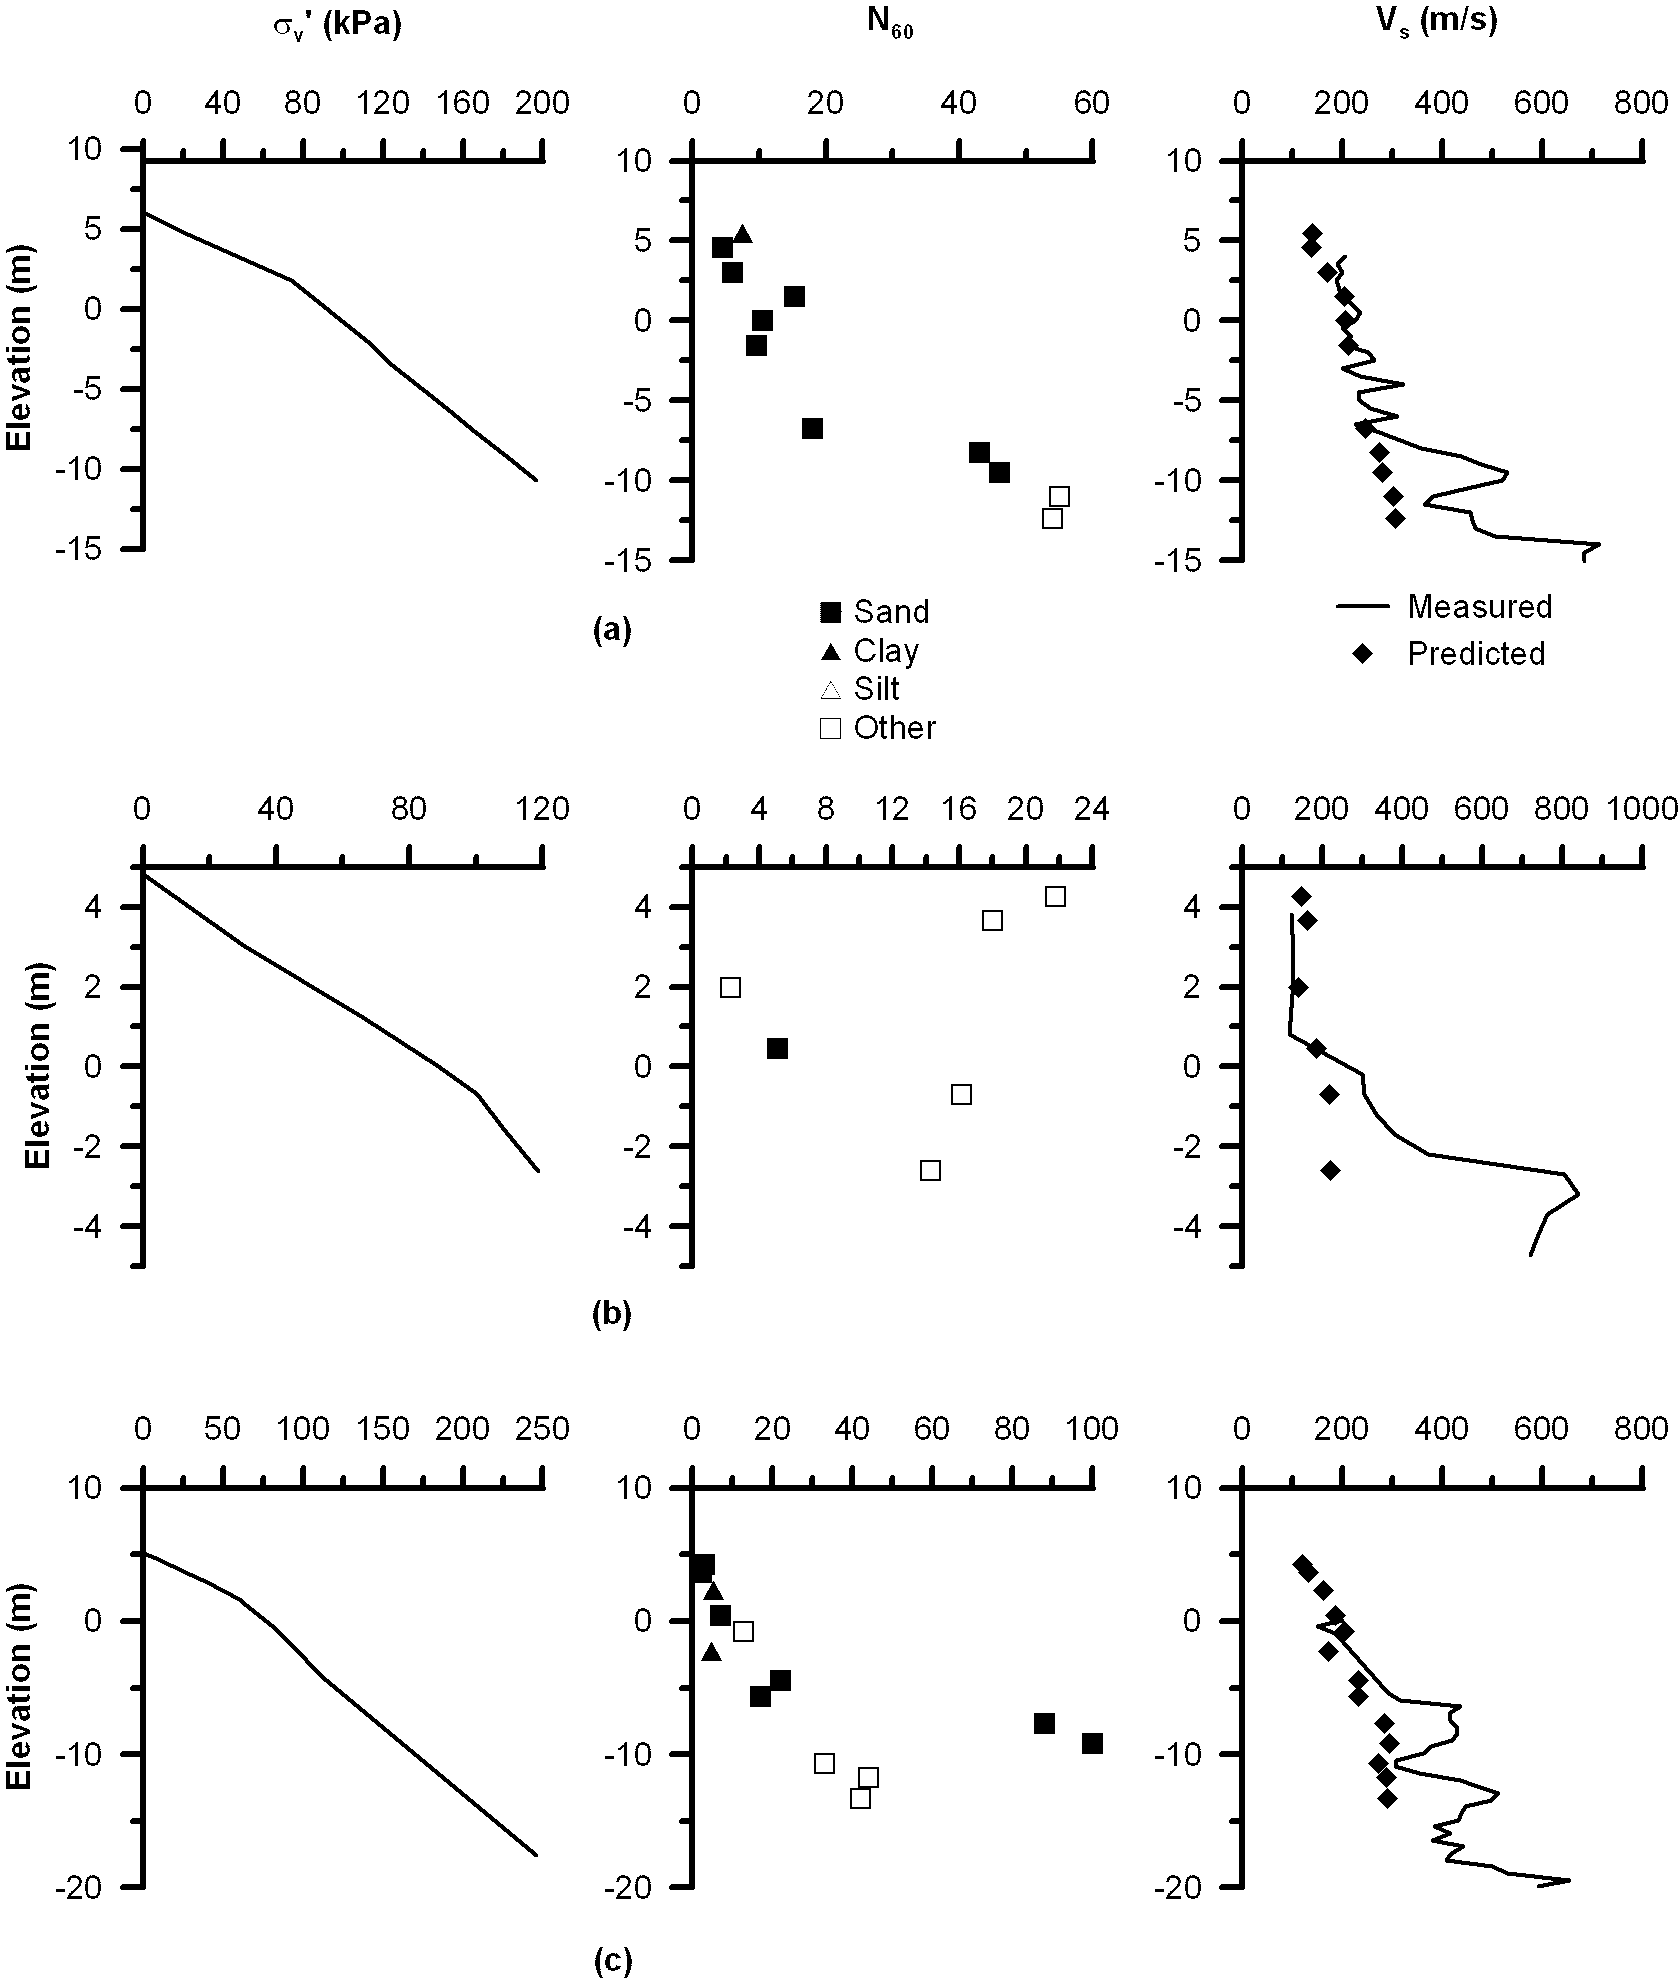 σv' (kPa) N60 Vs (m/s)
0 40 80 120 160 200 0 20 40 60 0 200 400 600 800
10 5 0 -5 -10 -15
Elevation (m)
10 5 0 -5 -10 -15
10 5 0 -5 -10 -15
Sand
Clay
Silt
Other
Measured
Predicted
(a)
0 40 80 120 0 4 8 12 16 20 24 0 200 400 600 800 1000
4 2 0 -2 -4
Elevation (m)
4 2 0 -2 -4
4 2 0 -2 -4
(b)
0 50 100 150 200 250 0 20 40 60 80 100 0 200 400 600 800
10 0 -10 -20
Elevation (m)
10 0 -10 -20
10 0 -10 -20
(c)